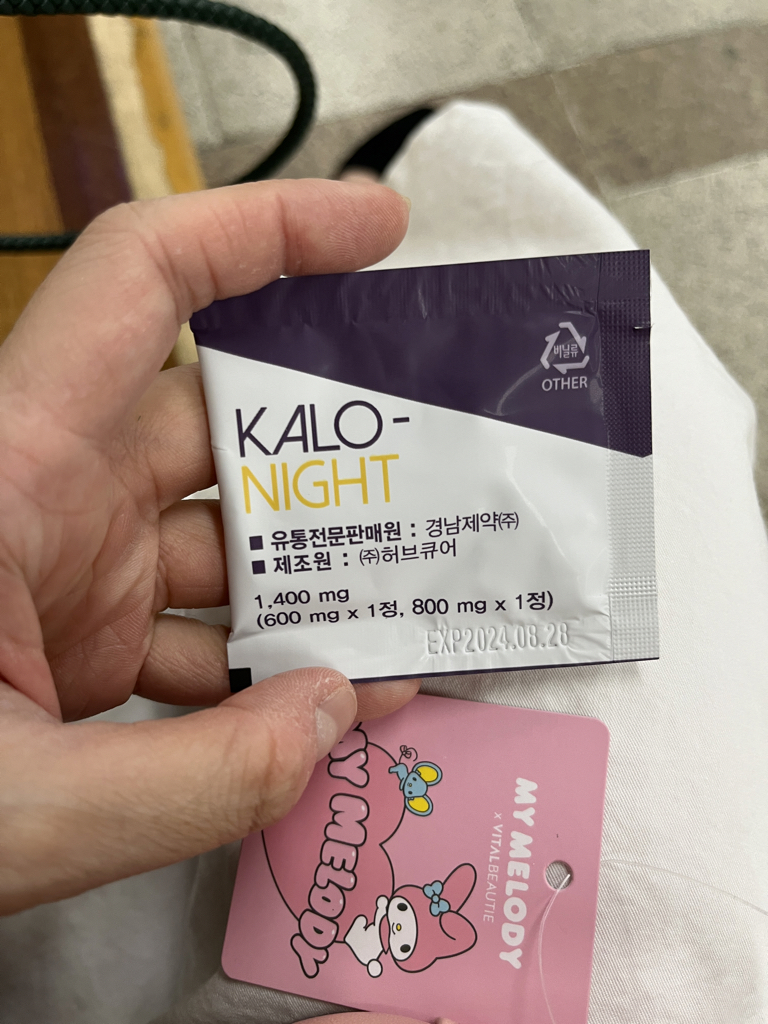 비닐류
OTHER
KALO-
NIGHT
■ 유통전문판매원 : 경남제약㈜
■ 제조원 : ㈜허브큐어
1,400 mg
(600 mg x 1정, 800 mg x 1정)
EXP2024.08.28
MY MELODY
x VITALBEAUTIE
MELODY